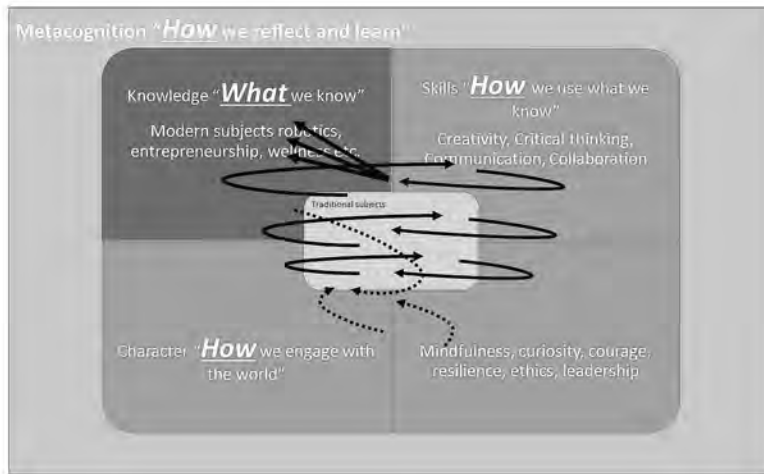 Metacognition “How we reflect and learn”
Knowledge “What we know”
Modern subjects robotics,
entrepreneurship, wellness etc.
Skills “How we use what we
know”
Creativity, Critical thinking,
Communication, Collaboration
Traditional subjects
Character “How we engage with
the world”
Mindfulness, curiosity, courage,
resilience, ethics, leadership